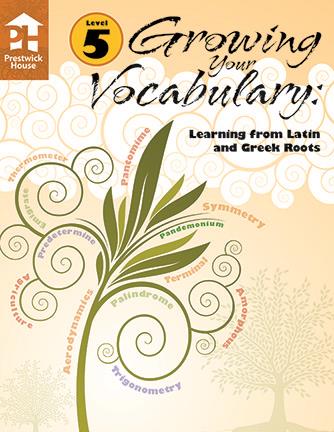 PH
Prestwick
House
Level
5
Growing
Your
Vocabulary:
Learning from Latin
and Greek Roots
Thermometer
Pantomime
Emigrate
Predetermine
Symmetry
Pandemonium
Terminal
Agriculture
Palindrome
Amorphous
Aerodynamics
Trigonometry